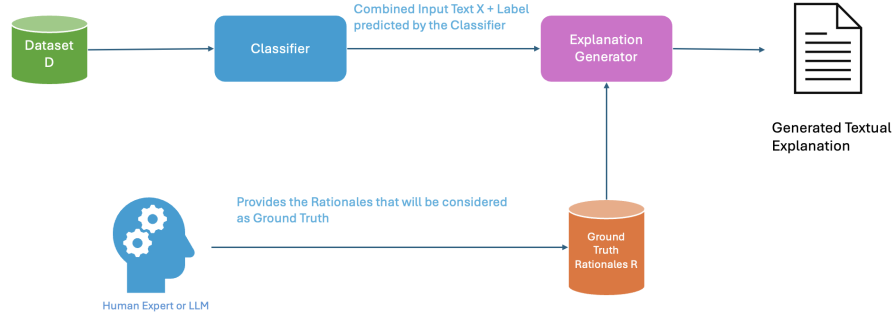 Combined Input Text X + Label
predicted by the Classifier
Dataset
D
Classifier
Explanation
Generator
Generated Textual
Explanation
Provides the Rationales that will be considered
as Ground Truth
Ground
Truth
Rationales R
Human Expert or LLM